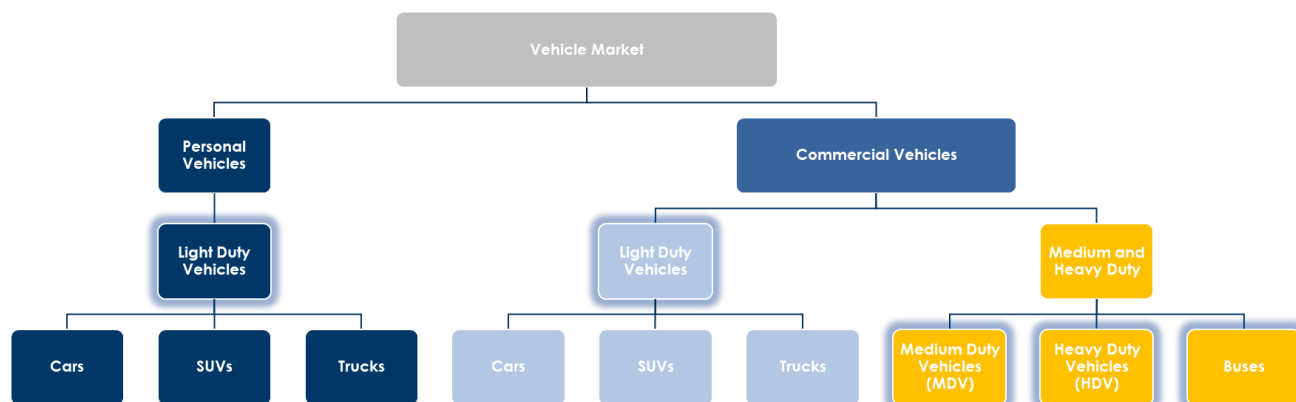 Vehicle Market
Personal
Vehicles
Commercial Vehicles
Light Duty
Vehicles
Light Duty
Vehicles
Medium and
Heavy Duty
Cars
SUVs
Trucks
Cars
SUVs
Trucks
Medium Duty
Vehicles
(MDV)
Heavy Duty
Vehicles
(HDV)
Buses